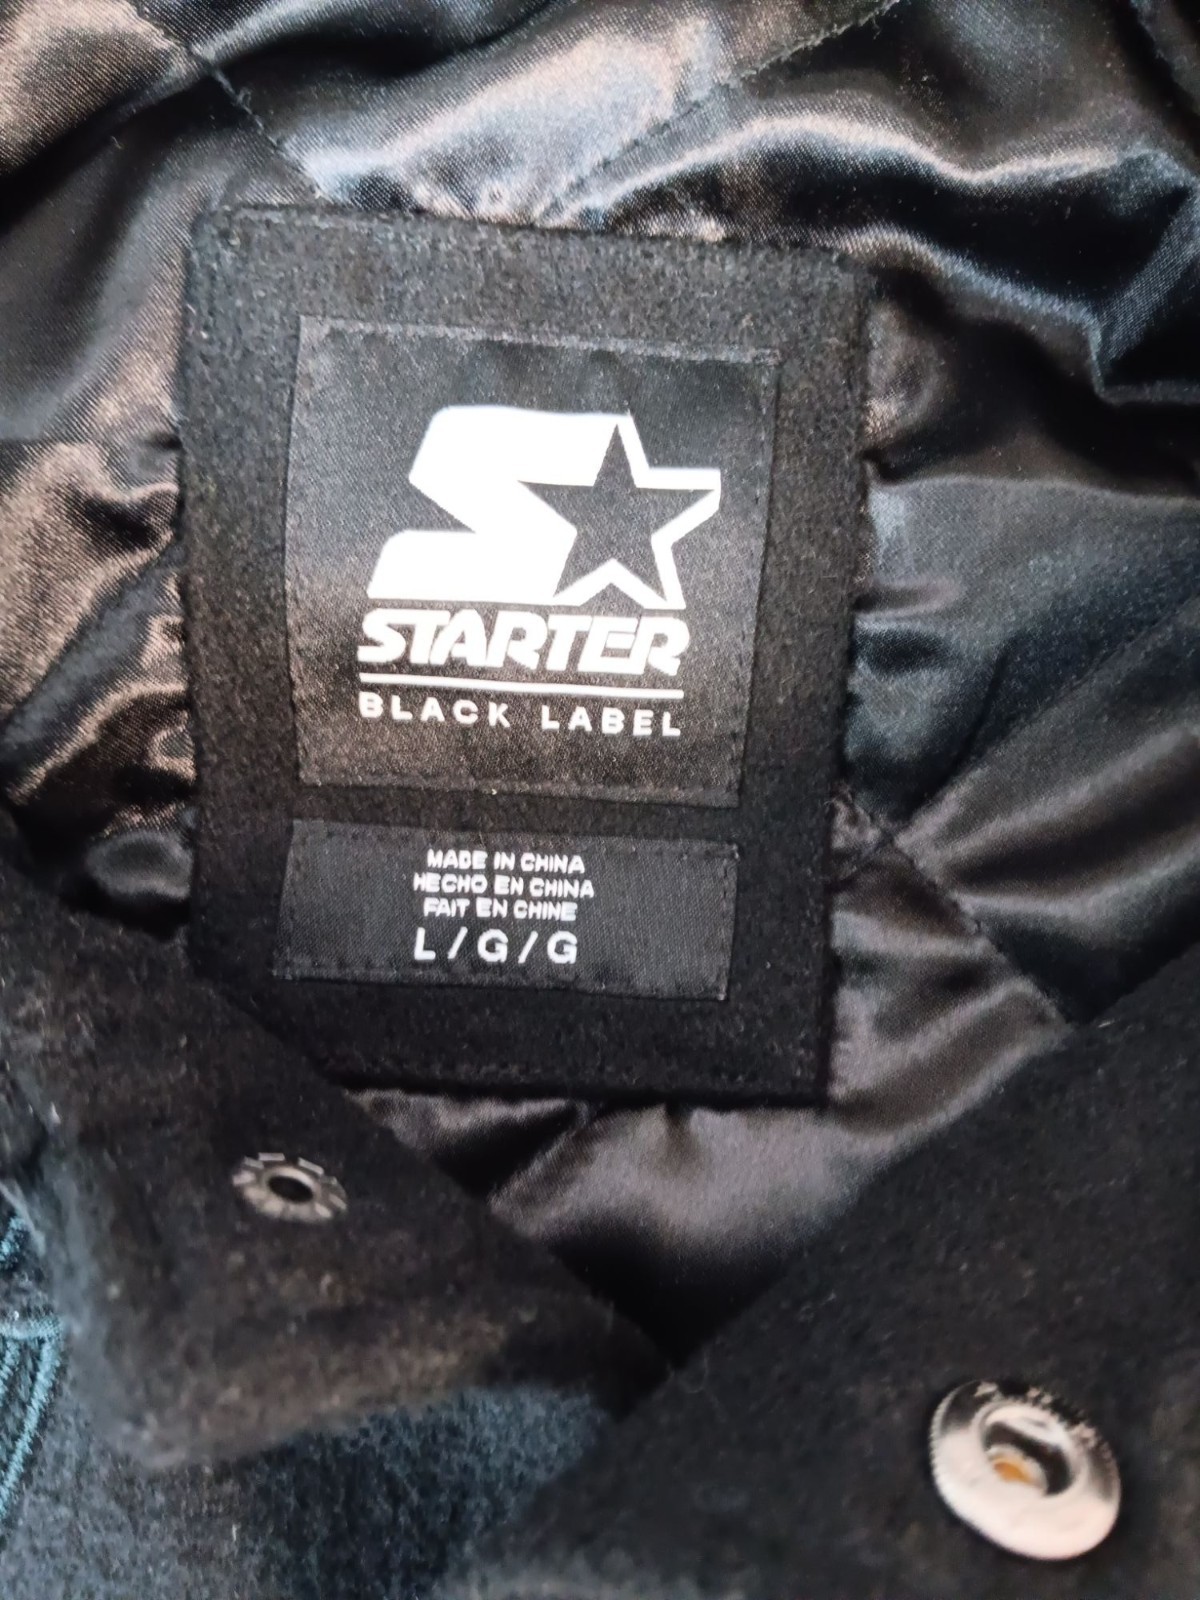 STARTER
BLACK LABEL
MADE IN CHINA
HECHO EN CHINA
FAIT EN CHINE
L/G/G